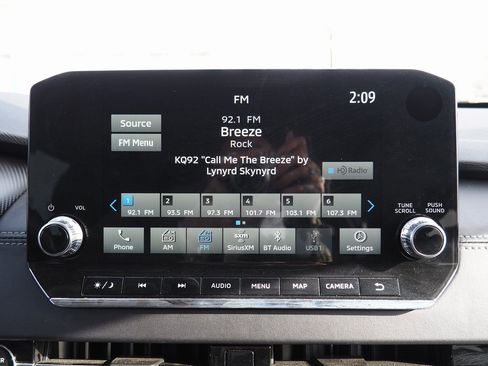 FM
2:09
Source
92.1 FM
Breeze
FM Menu
Rock
KQ92 "Call Me The Breeze" by
Lynyrd Skynyrd
HD Radio
1 2 3 4 5 6
92.1 FM 93.5 FM 97.3 FM 101.7 FM 103.1 FM 107.3 FM
VOL
TUNE SCROLL
PUSH SOUND
Phone AM FM SiriusXM BT Audio USB1 Settings
sxm
AUDIO MENU MAP CAMERA